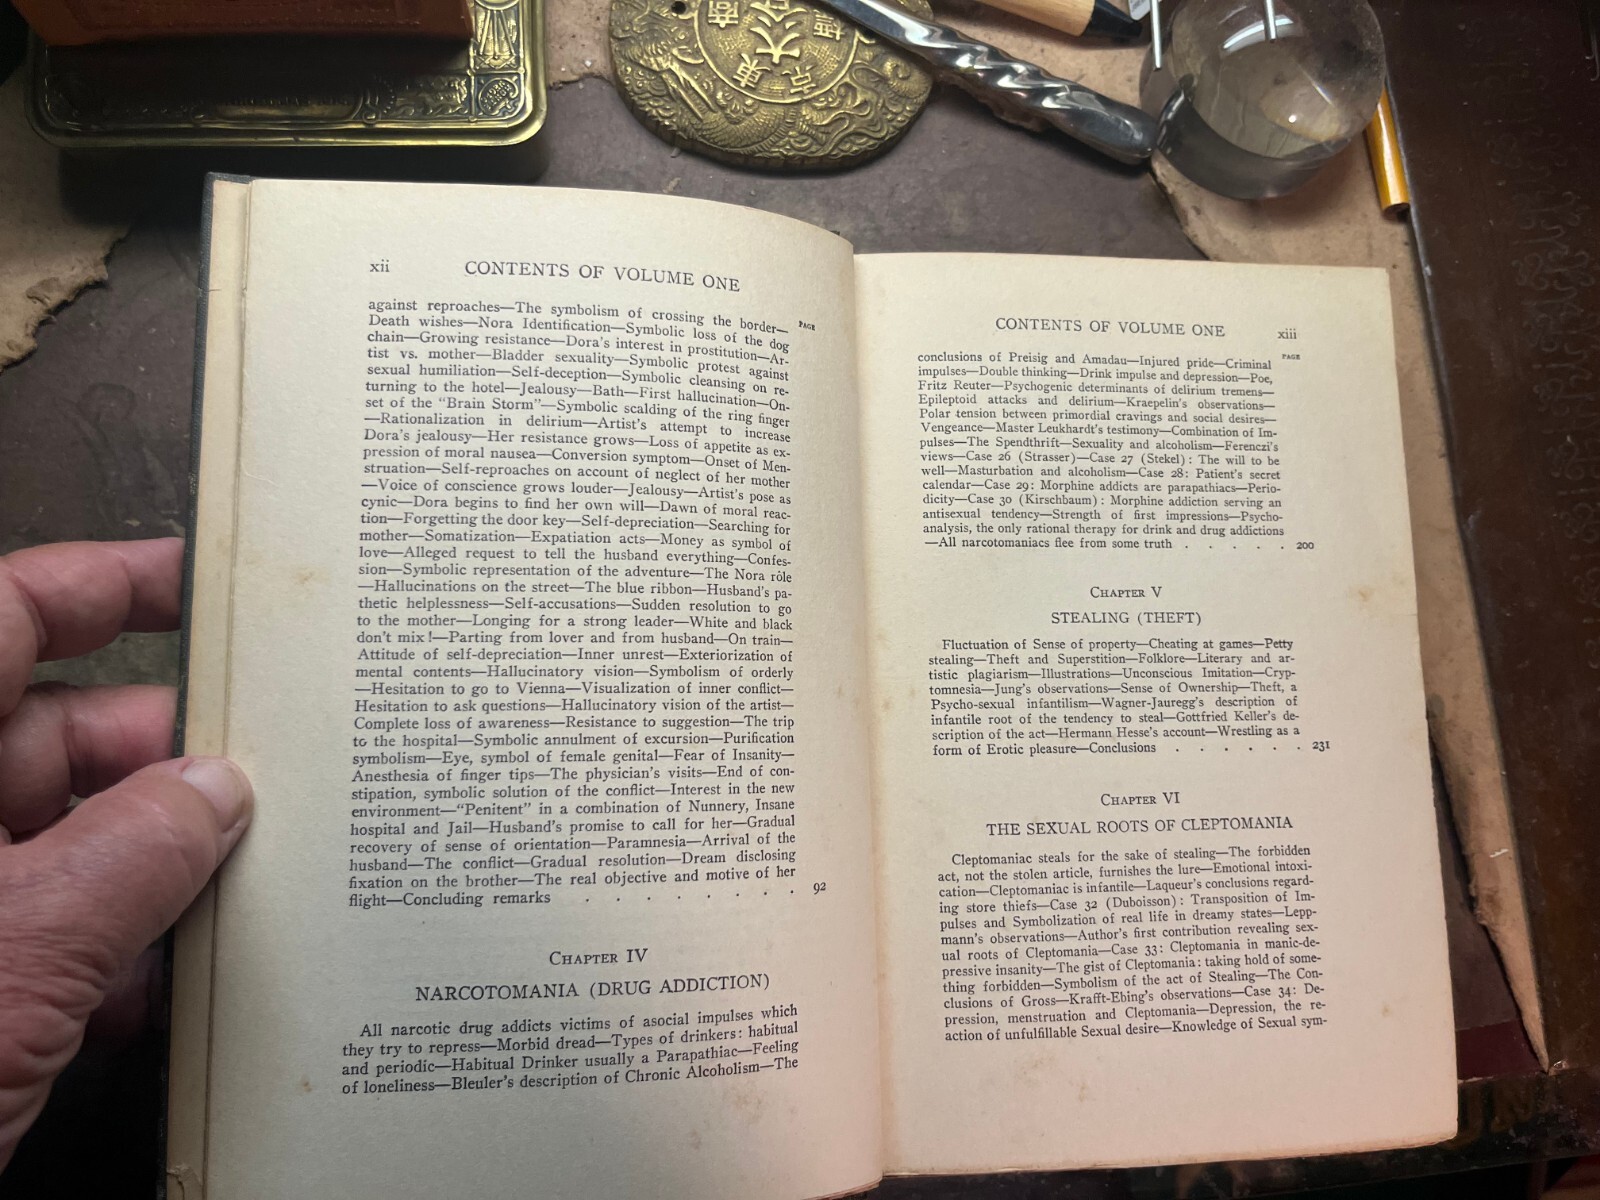 商
大
東
京
xii CONTENTS OF VOLUME ONE
PAGE
against reproaches—The symbolism of crossing the border—
Death wishes—Nora Identification—Symbolic loss of the dog
chain—Growing resistance—Dora's interest in prostitution—Ar-
tist vs. mother—Bladder sexuality—Symbolic protest against
sexual humiliation—Self-deception—Symbolic cleansing on re-
turning to the hotel—Jealousy—Bath—First hallucination—On-
set of the "Brain Storm"—Symbolic scalding of the ring finger
—Rationalization in delirium—Artist's attempt to increase
Dora's jealousy—Her resistance grows—Loss of appetite as ex-
pression of moral nausea—Conversion symptom—Onset of Men-
struation—Self-reproaches on account of neglect of her mother
—Voice of conscience grows louder—Jealousy—Artist's pose as
cynic—Dora begins to find her own will—Dawn of moral reac-
tion—Forgetting the door key—Self-depreciation—Searching for
mother—Somatization—Expatiation acts—Money as symbol of
love—Alleged request to tell the husband everything—Confes-
sion—Symbolic representation of the adventure—The Nora rôle
—Hallucinations on the street—The blue ribbon—Husband's pa-
thetic helplessness—Self-accusations—Sudden resolution to go
to the mother—Longing for a strong leader—White and black
don't mix!—Parting from lover and from husband—On train—
Attitude of self-depreciation—Inner unrest—Exteriorization of
mental contents—Hallucinatory vision—Symbolism of orderly
—Hesitation to go to Vienna—Visualization of inner conflict—
Hesitation to ask questions—Hallucinatory vision of the artist—
Complete loss of awareness—Resistance to suggestion—The trip
to the hospital—Symbolic annulment of excursion—Purification
symbolism—Eye, symbol of female genital—Fear of Insanity—
Anesthesia of finger tips—The physician's visits—End of con-
stipation, symbolic solution of the conflict—Interest in the new
environment—"Penitent" in a combination of Nunnery, Insane
hospital and Jail—Husband's promise to call for her—Gradual
recovery of sense of orientation—Paramnesia—Arrival of the
husband—The conflict—Gradual resolution—Dream disclosing
fixation on the brother—The real objective and motive of her
flight—Concluding remarks . . . . . . . 92
CHAPTER IV
NARCOTOMANIA (DRUG ADDICTION)
All narcotic drug addicts victims of asocial impulses which
they try to repress—Morbid dread—Types of drinkers: habitual
and periodic—Habitual Drinker usually a Parapathiac—Feeling
of loneliness—Bleuler's description of Chronic Alcoholism—The
CONTENTS OF VOLUME ONE xiii
PAGE
conclusions of Preisig and Amadau—Injured pride—Criminal
impulses—Double thinking—Drink impulse and depression—Poe,
Fritz Reuter—Psychogenic determinants of delirium tremens—
Epileptoid attacks and delirium—Kraepelin's observations—
Polar tension between primordial cravings and social desires—
Vengeance—Master Leukhardt's testimony—Combination of Im-
pulses—The Spendthrift—Sexuality and alcoholism—Ferenczi's
views—Case 26 (Strasser)—Case 27 (Stekel): The will to be
well—Masturbation and alcoholism—Case 28: Patient's secret
calendar—Case 29: Morphine addicts are parapathiacs—Perio-
dicity—Case 30 (Kirschbaum): Morphine addiction serving an
antisexual tendency—Strength of first impressions—Psycho-
analysis, the only rational therapy for drink and drug addictions
—All narcotomaniacs flee from some truth . . . . . 200
CHAPTER V
STEALING (THEFT)
Fluctuation of Sense of property—Cheating at games—Petty
stealing—Theft and Superstition—Folklore—Literary and ar-
tistic plagiarism—Illustrations—Unconscious Imitation—Cryp-
tomnesia—Jung's observations—Sense of Ownership—Theft, a
Psycho-sexual infantilism—Wagner-Jauregg's description of
infantile root of the tendency to steal—Gottfried Keller's de-
scription of the act—Hermann Hesse's account—Wrestling as a
form of Erotic pleasure—Conclusions . . . . . . 231
CHAPTER VI
THE SEXUAL ROOTS OF CLEPTOMANIA
Cleptomaniac steals for the sake of stealing—The forbidden
act, not the stolen article, furnishes the lure—Emotional intoxi-
cation—Cleptomaniac is infantile—Laqueur's conclusions regard-
ing store thiefs—Case 32 (Duboisson): Transposition of Im-
pulses and Symbolization of real life in dreamy states—Lepp-
mann's observations—Author's first contribution revealing sex-
ual roots of Cleptomania—Case 33: Cleptomania in manic-de-
pressive insanity—The gist of Cleptomania: taking hold of some-
thing forbidden—Symbolism of the act of Stealing—The Con-
clusions of Gross—Krafft-Ebing's observations—Case 34: De-
pression, menstruation and Cleptomania—Depression, the re-
action of unfulfillable Sexual desire—Knowledge of Sexual sym-